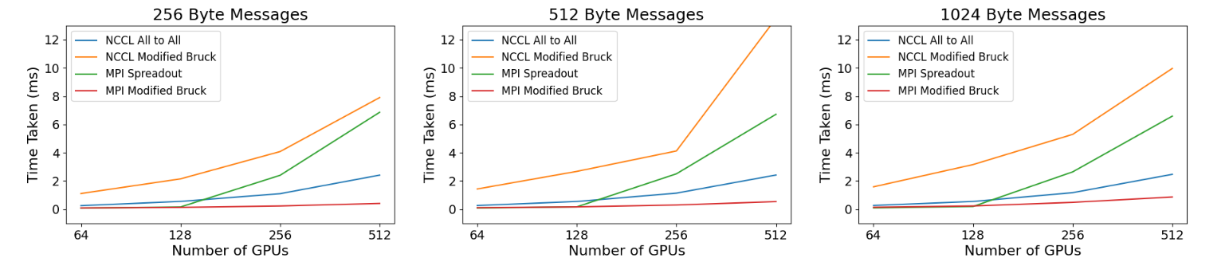 256 Byte Messages
Time Taken (ms)
12
10
8
6
4
2
0
NCCL All to All
NCCL Modified Bruck
MPI Spreadout
MPI Modified Bruck
64 128 256 512
Number of GPUs
512 Byte Messages
Time Taken (ms)
12
10
8
6
4
2
0
NCCL All to All
NCCL Modified Bruck
MPI Spreadout
MPI Modified Bruck
64 128 256 512
Number of GPUs
1024 Byte Messages
Time Taken (ms)
12
10
8
6
4
2
0
NCCL All to All
NCCL Modified Bruck
MPI Spreadout
MPI Modified Bruck
64 128 256 512
Number of GPUs